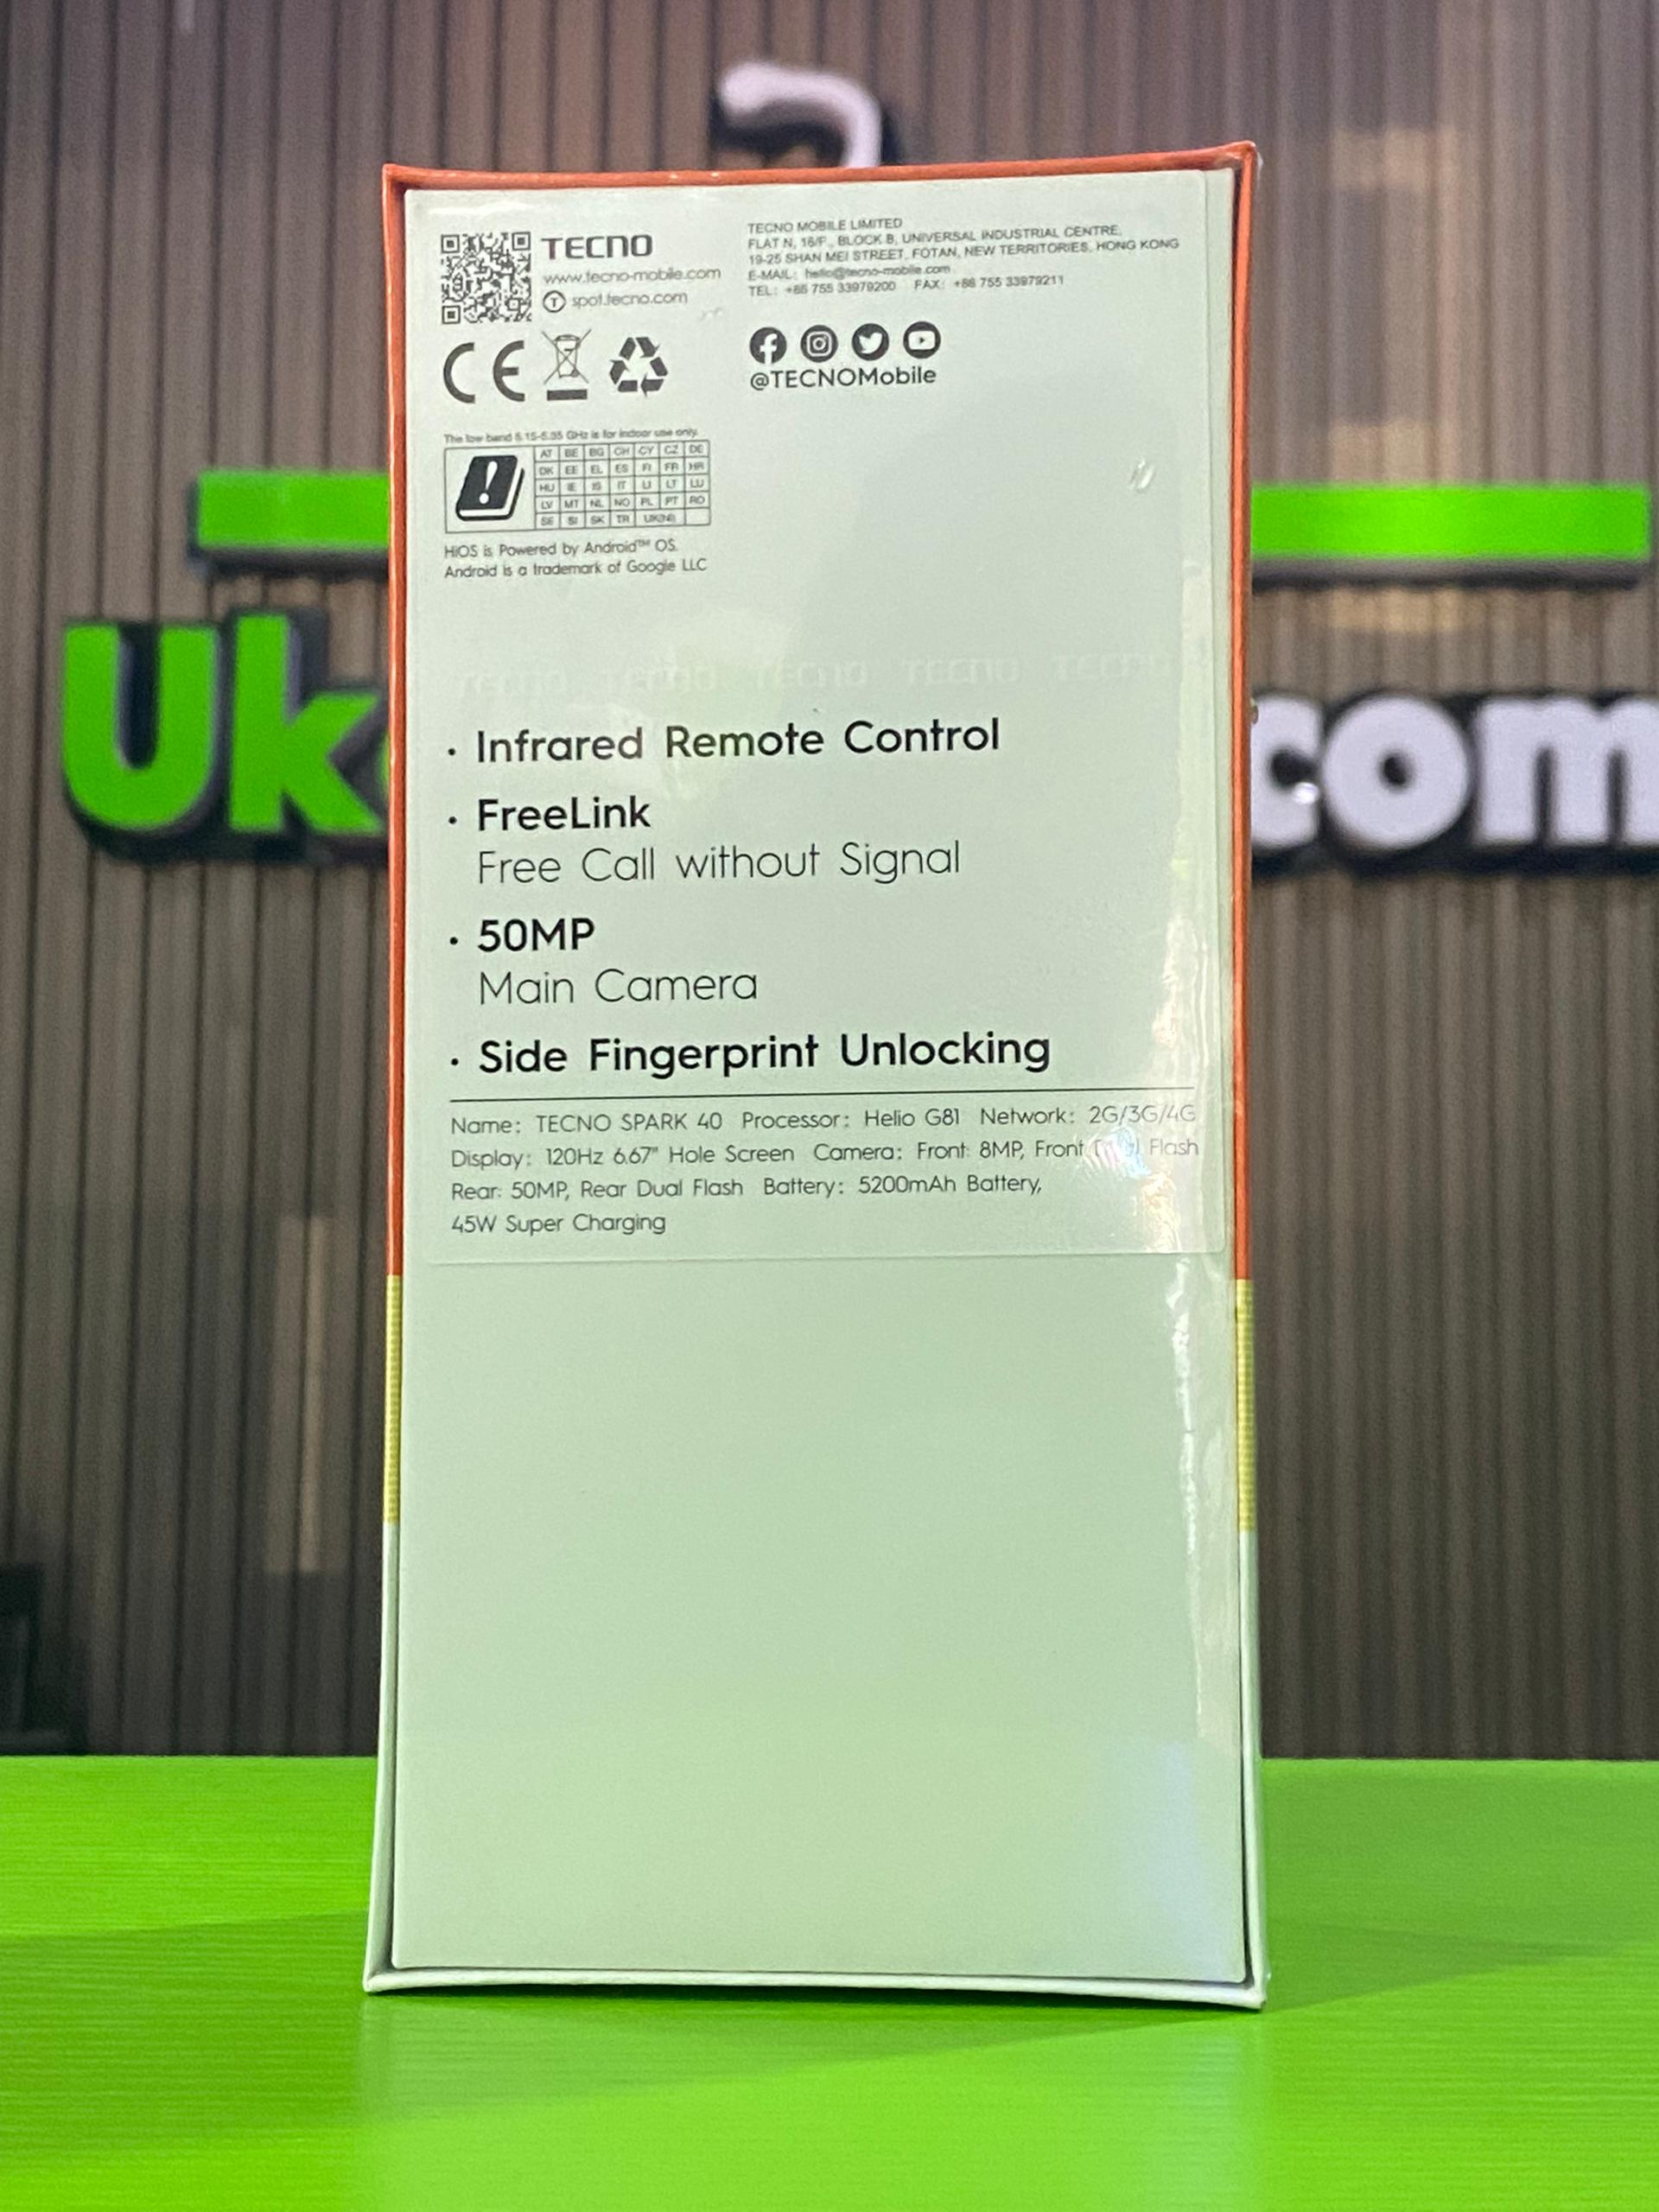 TECNO
www.tecno-mobile.com
spot.tecno.com
TECNO MOBILE LIMITED
FLAT N, 16/F., BLOCK B, UNIVERSAL INDUSTRIAL CENTRE,
19-25 SHAN MEI STREET, FOTAN, NEW TERRITORIES, HONG KONG
E-MAIL: hello@tecno-mobile.com
TEL: +86 755 33979200 FAX: +86 755 33979211
CE
@TECNOMobile
The low band 5.15-5.35 GHz is for indoor use only.
AT BE BG CH CY CZ DE
DK EE EL ES FI FR HR
HU IE IS IT LI LT LU
LV MT NL NO PL PT RO
SE SI SK TR UK(NI)
HiOS is Powered by Android™ OS.
Android is a trademark of Google LLC
TECNO TECNO TECNO TECNO TECNO
· Infrared Remote Control
· FreeLink
Free Call without Signal
· 50MP
Main Camera
· Side Fingerprint Unlocking
Name: TECNO SPARK 40 Processor: Helio G81 Network: 2G/3G/4G
Display: 120Hz 6.67" Hole Screen Camera: Front: 8MP, Front Flash
Rear: 50MP, Rear Dual Flash Battery: 5200mAh Battery,
45W Super Charging
Uk
com